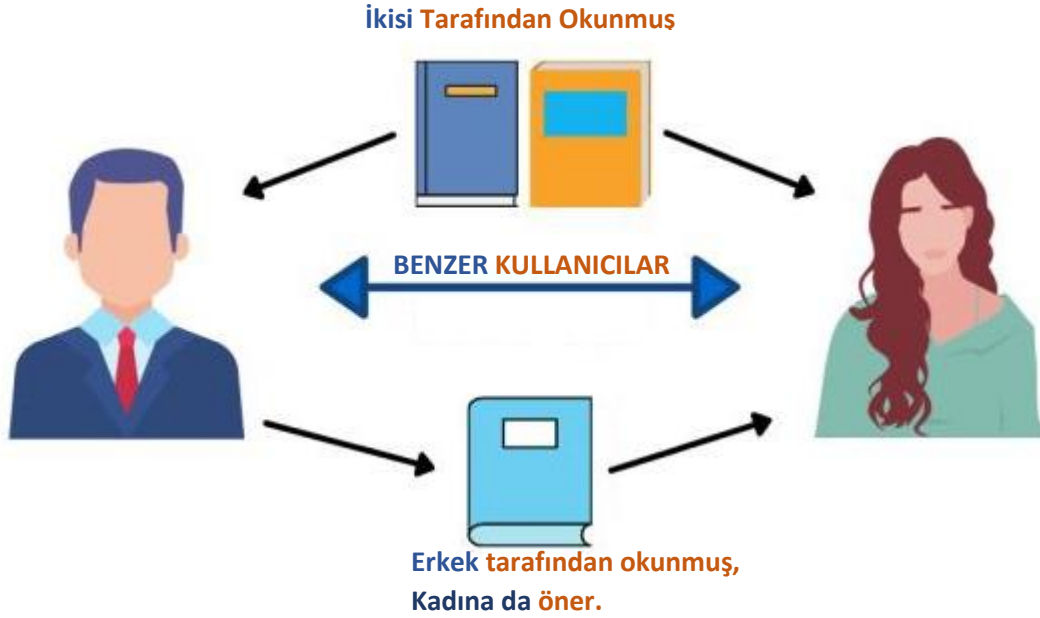 İkisi Tarafından Okunmuş
BENZER KULLANICILAR
Erkek tarafından okunmuş,
Kadına da öner.